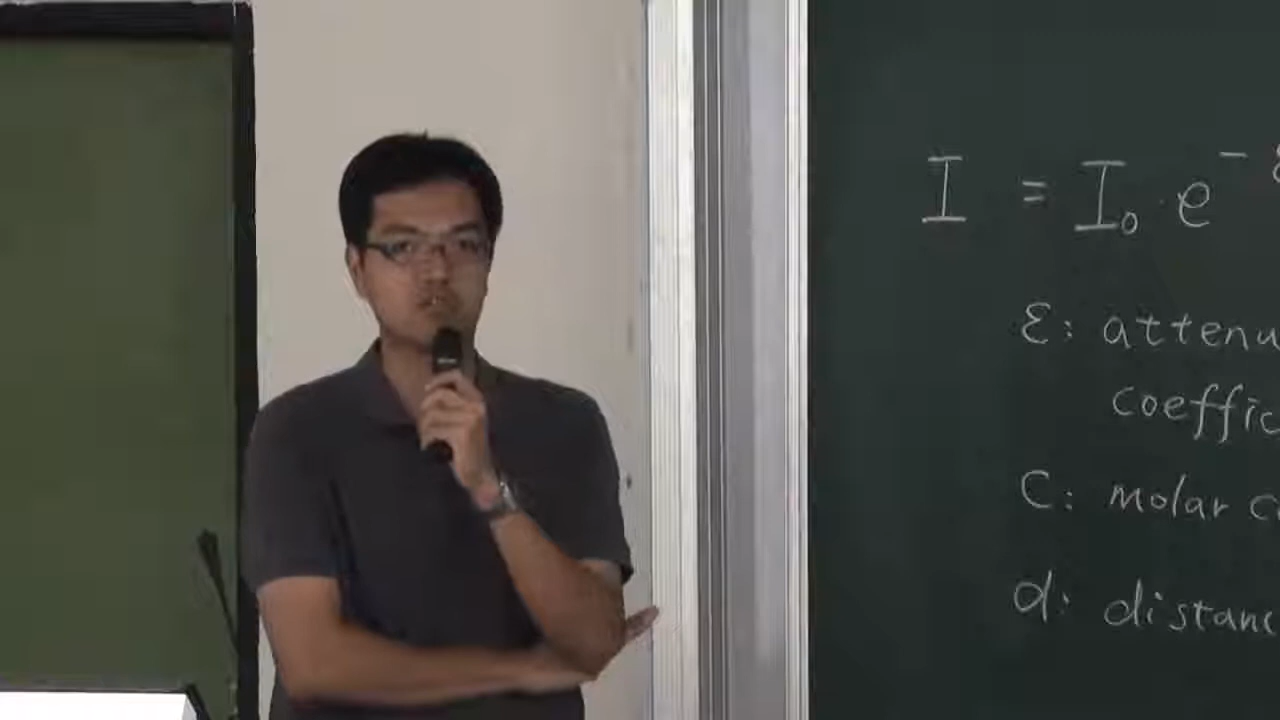 I = I₀ · e⁻
ε: attenu
coeffic
C: molar c
d: distanc